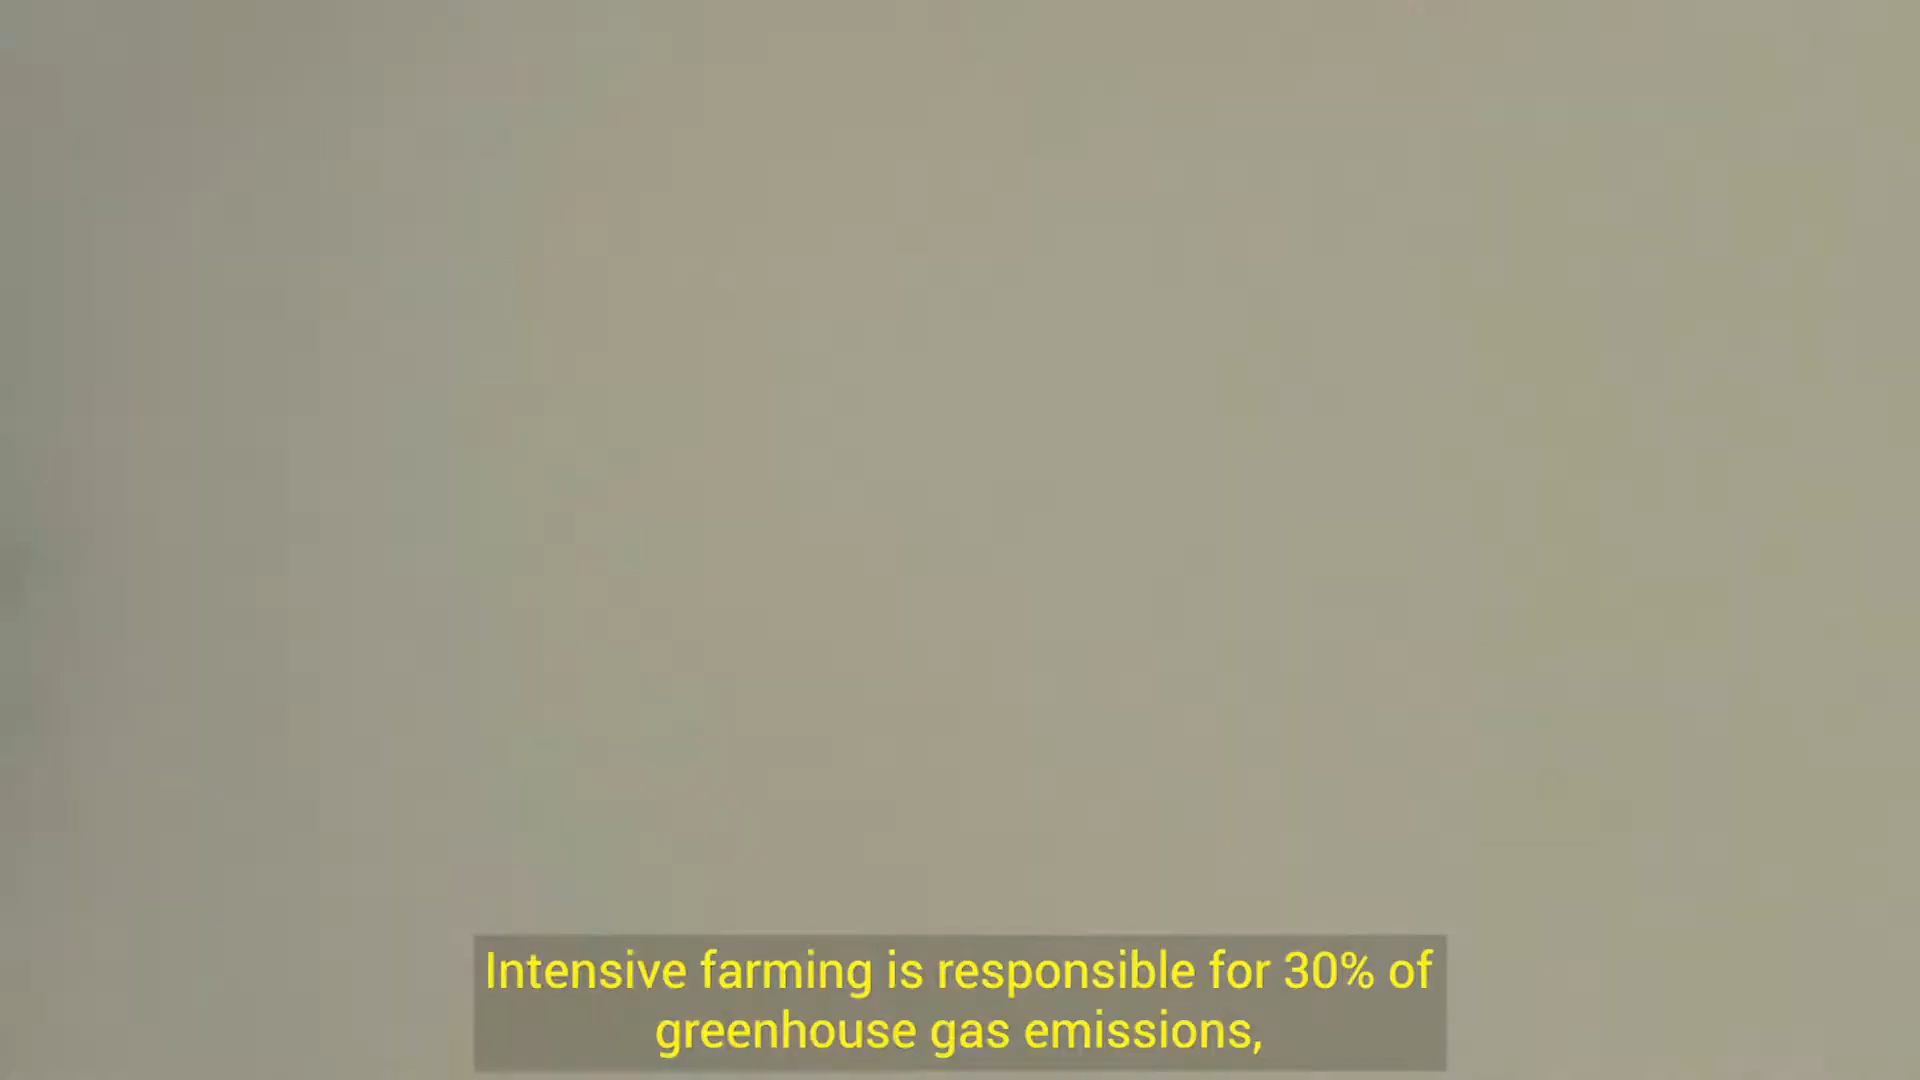 Intensive farming is responsible for 30% of
greenhouse gas emissions,